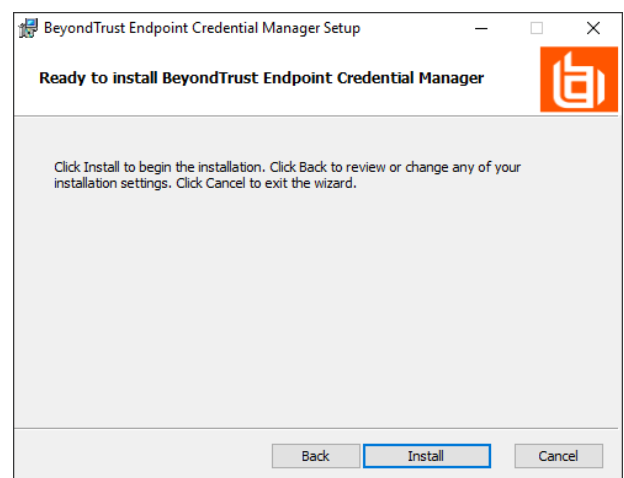 BeyondTrust Endpoint Credential Manager Setup
Ready to install BeyondTrust Endpoint Credential Manager
Click Install to begin the installation. Click Back to review or change any of your
installation settings. Click Cancel to exit the wizard.
Back
Install
Cancel